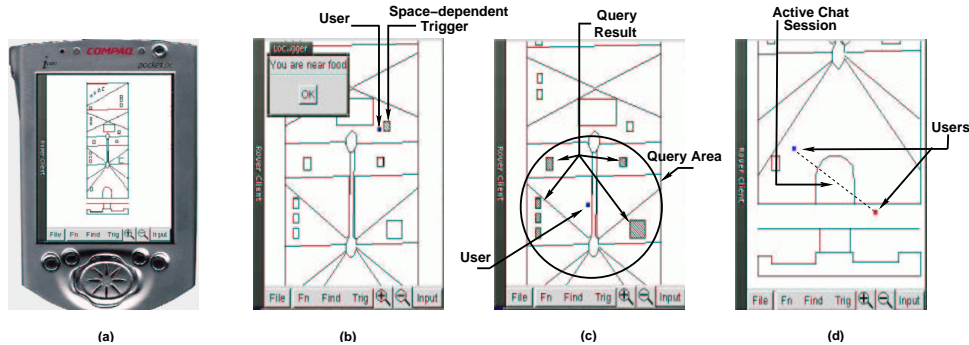 COMPAQ
pocket pc
Rover Client
File Fn Find Trig Input
(a)
User
Space-dependent
Trigger
You are near food
OK
Rover Client
File Fn Find Trig Input
(b)
Query
Result
Query Area
User
Rover Client
File Fn Find Trig Input
(c)
Active Chat
Session
Users
Rover Client
File Fn Find Trig Input
(d)